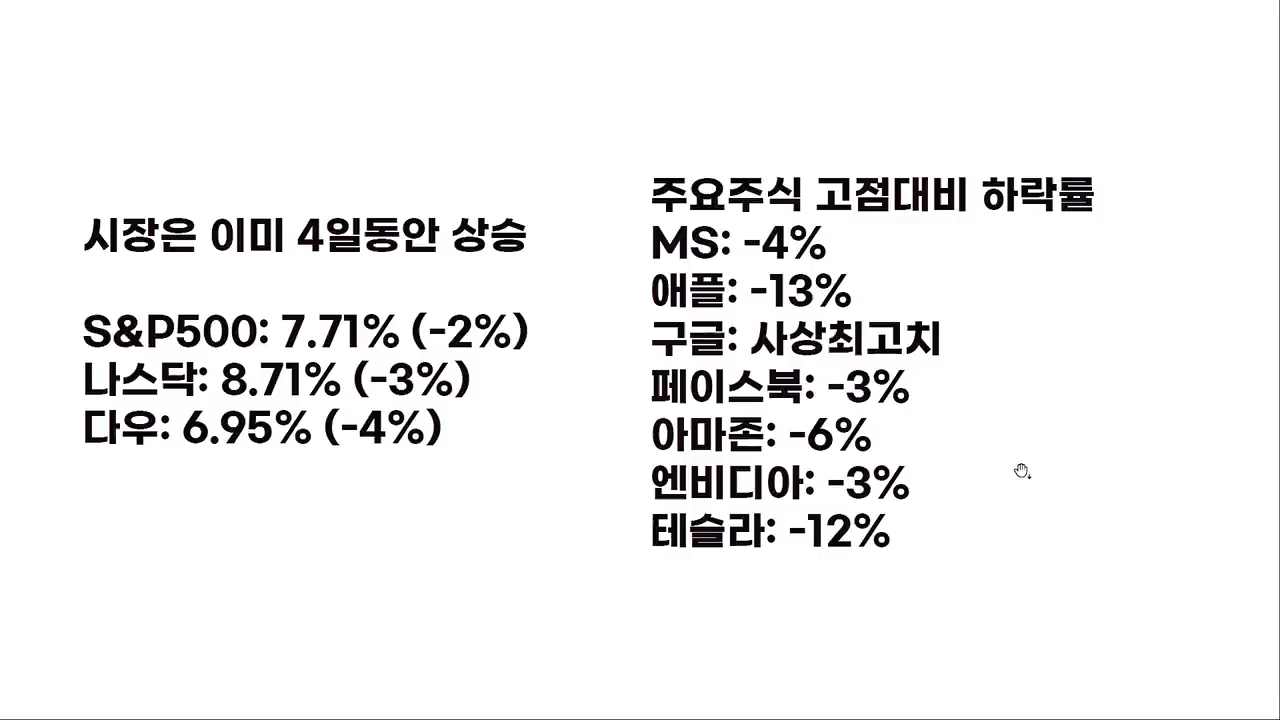 시장은 이미 4일동안 상승
S&P500: 7.71% (-2%)
나스닥: 8.71% (-3%)
다우: 6.95% (-4%)
주요주식 고점대비 하락률
MS: -4%
애플: -13%
구글: 사상최고치
페이스북: -3%
아마존: -6%
엔비디아: -3%
테슬라: -12%